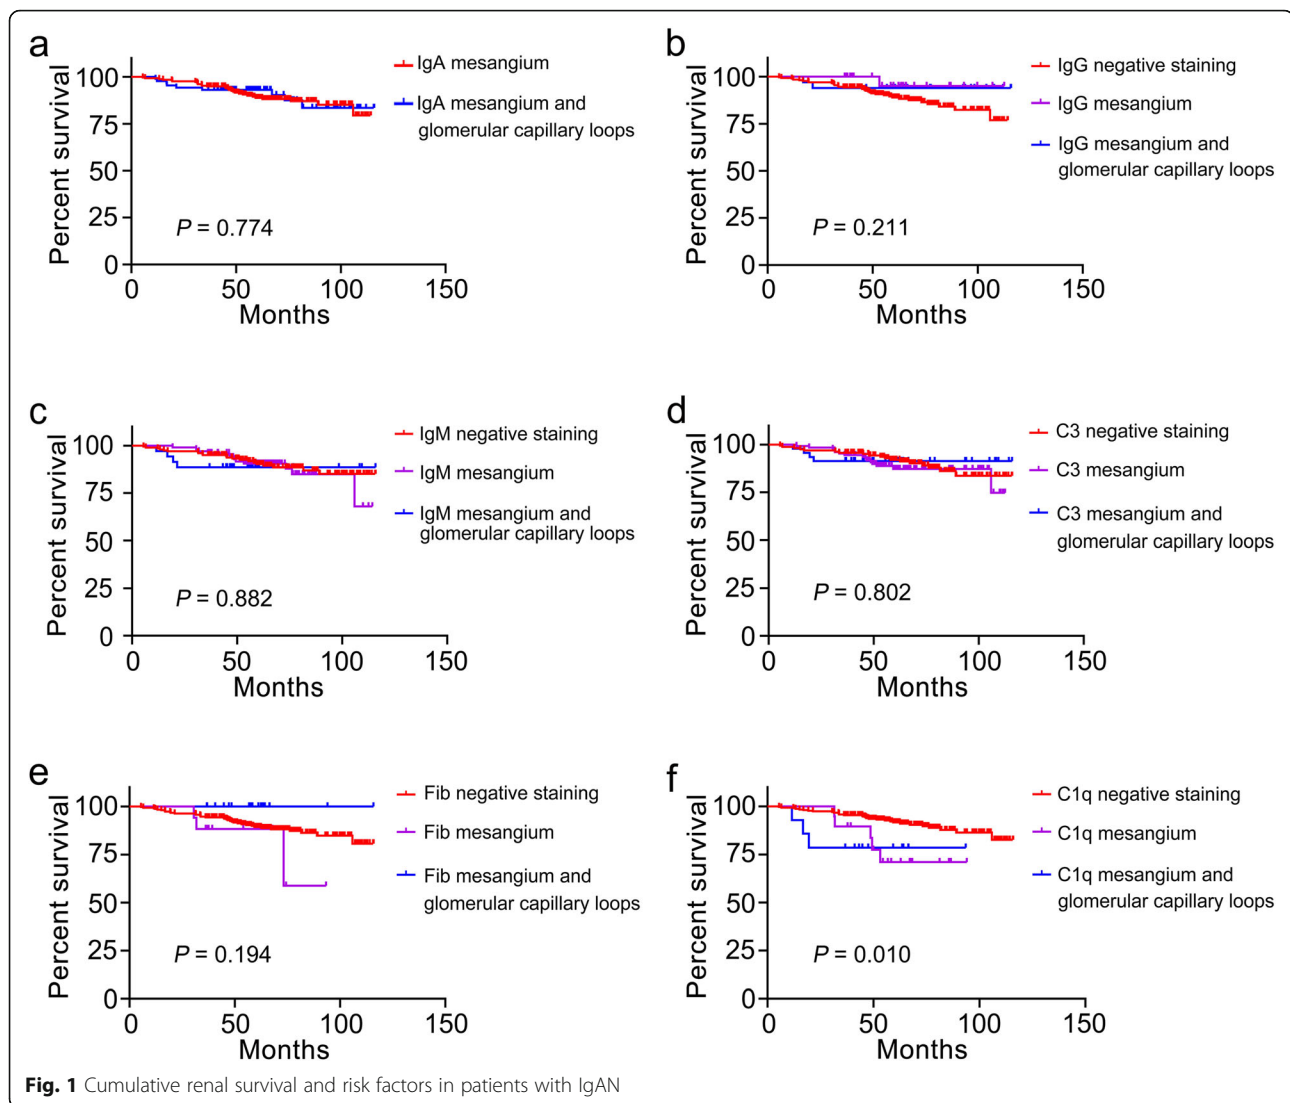 a
Percent survival
100
75
50
25
0
0 50 100 150
Months
P = 0.774
IgA mesangium
IgA mesangium and
glomerular capillary loops
b
Percent survival
100
75
50
25
0
0 50 100 150
Months
P = 0.211
IgG negative staining
IgG mesangium
IgG mesangium and
glomerular capillary loops
c
Percent survival
100
75
50
25
0
0 50 100 150
Months
P = 0.882
IgM negative staining
IgM mesangium
IgM mesangium and
glomerular capillary loops
d
Percent survival
100
75
50
25
0
0 50 100 150
Months
P = 0.802
C3 negative staining
C3 mesangium
C3 mesangium and
glomerular capillary loops
e
Percent survival
100
75
50
25
0
0 50 100 150
Months
P = 0.194
Fib negative staining
Fib mesangium
Fib mesangium and
glomerular capillary loops
f
Percent survival
100
75
50
25
0
0 50 100 150
Months
P = 0.010
C1q negative staining
C1q mesangium
C1q mesangium and
glomerular capillary loops
Fig. 1 Cumulative renal survival and risk factors in patients with IgAN